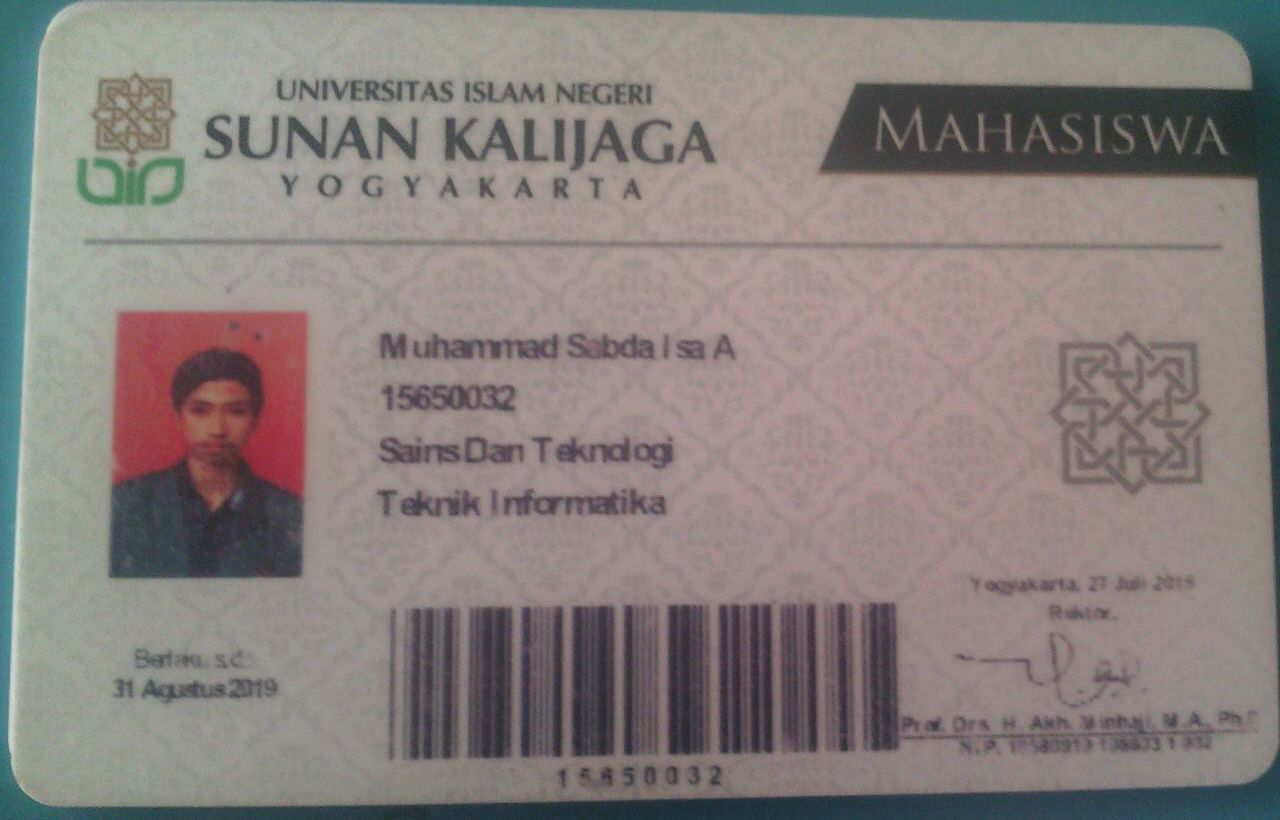 UNIVERSITAS ISLAM NEGERI
SUNAN KALIJAGA
YOGYAKARTA
uin
MAHASISWA
Muhammad Sabda Isa A
15650032
Sains Dan Teknologi
Teknik Informatika
Yogyakarta, 27 Juli 2015
Rektor,
Berlaku s.d:
31 Agustus 2019
Prof. Drs. H. Akh. Minhaji, M.A., Ph.D
N.I.P.
15650032